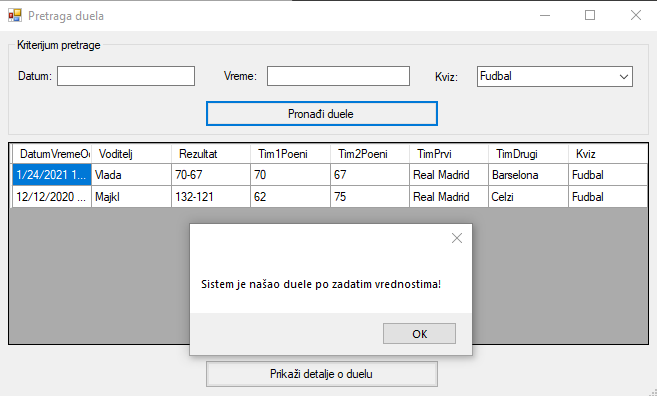 Pretraga duela
Kriterijum pretrage
Datum: Vreme: Kviz: Fudbal
Pronađi duele
DatumVremeOd Voditelj Rezultat Tim1Poeni Tim2Poeni TimPrvi TimDrugi Kviz
1/24/2021 1... Vlada 70-67 70 67 Real Madrid Barselona Fudbal
12/12/2020 ... Majkl 132-121 62 75 Real Madrid Celzi Fudbal
Sistem je našao duele po zadatim vrednostima!
OK
Prikaži detalje o duelu